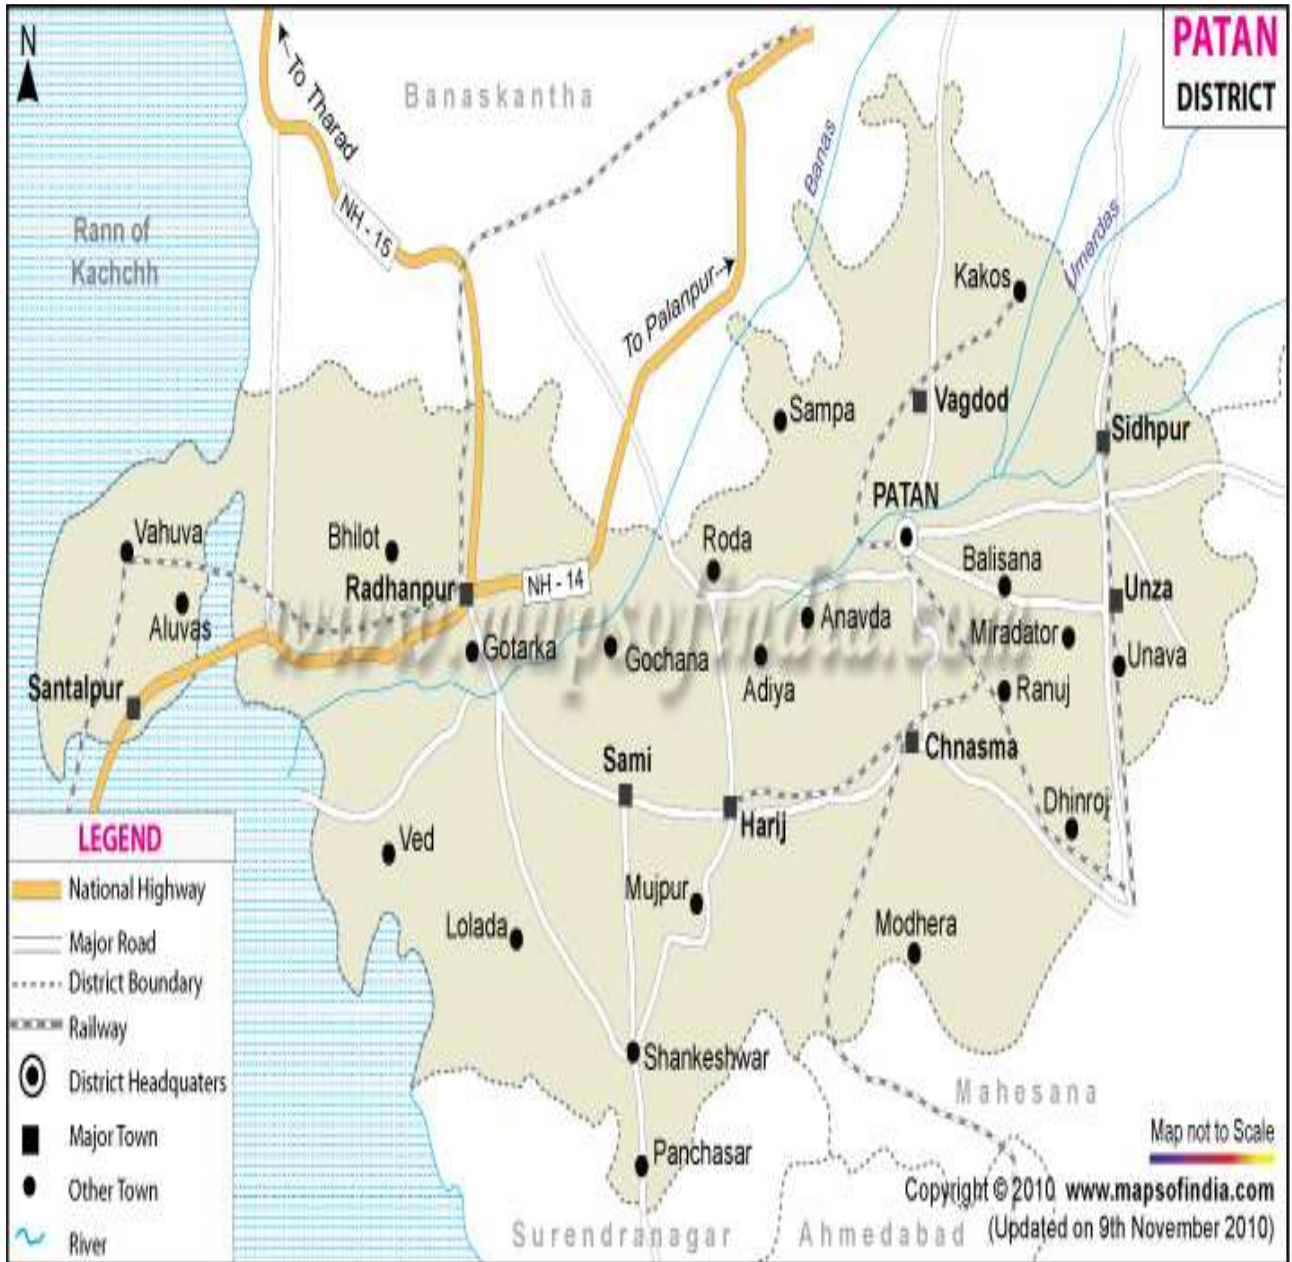 PATAN
DISTRICT
N
To Tharad
Banaskantha
NH - 15
Banas
Umerdas
Rann of
Kachchh
To Palanpur
Kakos
Sampa
Vagdod
Sidhpur
PATAN
Vahuva
Bhilot
Roda
Balisana
Radhanpur
NH - 14
Unza
Aluvas
www.mapsofindia.com
Anavda
Miradator
Gotarka
Gochana
Unava
Santalpur
Adiya
Ranuj
Sami
Chnasma
Harij
Dhinroj
Ved
Mujpur
Lolada
Modhera
Shankeshwar
Panchasar
Mahesana
Surendranagar
Ahmedabad
LEGEND
National Highway
Major Road
District Boundary
Railway
District Headquaters
Major Town
Other Town
River
Map not to Scale
Copyright © 2010 www.mapsofindia.com
(Updated on 9th November 2010)